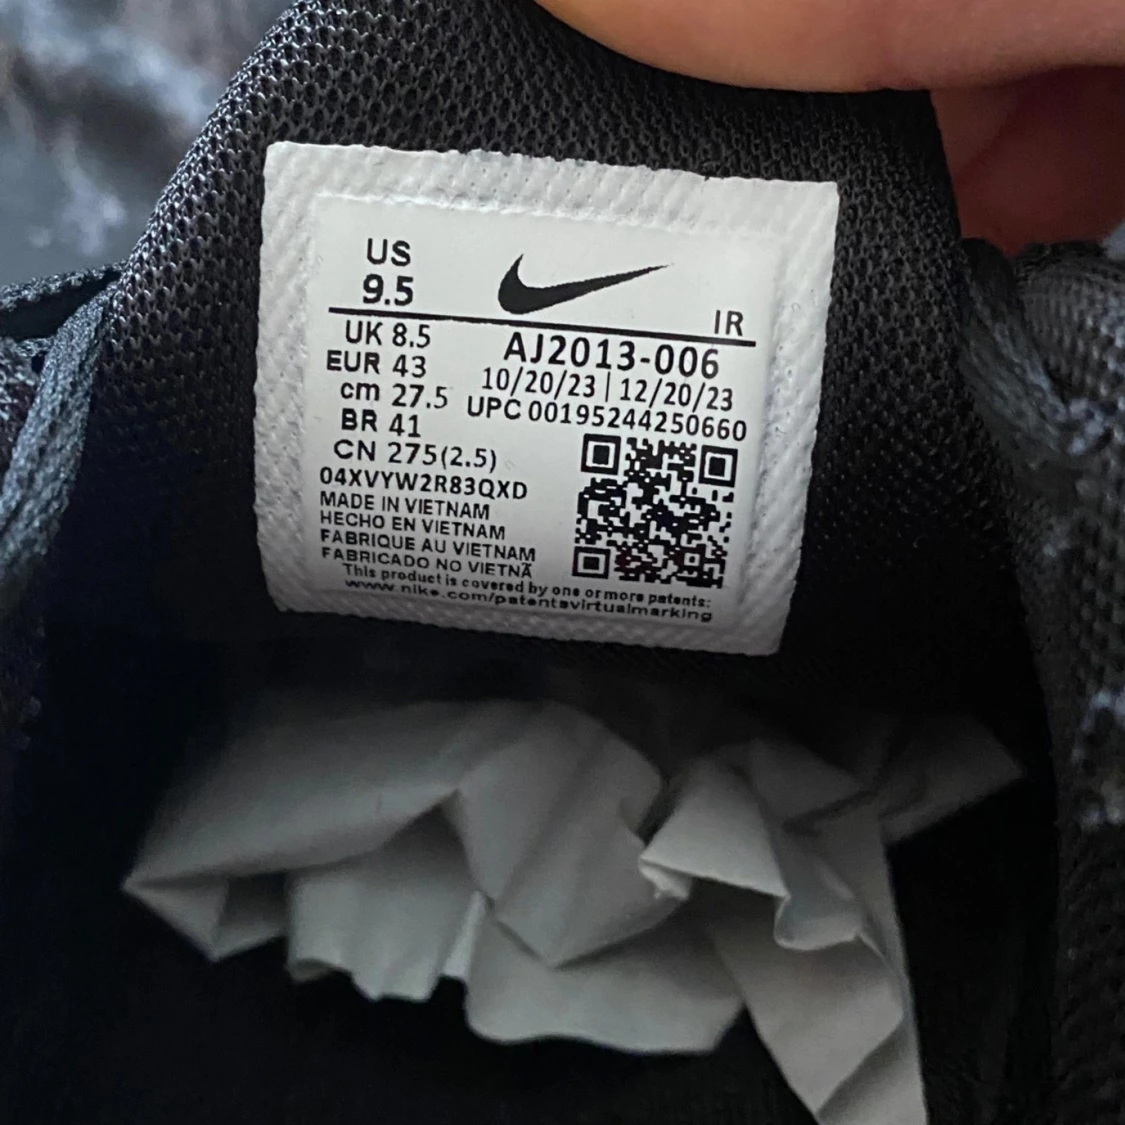 US
9.5
IR
UK 8.5
EUR 43
cm 27.5
BR 41
CN 275(2.5)
AJ2013-006
10/20/23 | 12/20/23
UPC 00195244250660
04XVYW2R83QXD
MADE IN VIETNAM
HECHO EN VIETNAM
FABRIQUE AU VIETNAM
FABRICADO NO VIETNÃ
This product is covered by one or more patents:
www.nike.com/patentsvirtualmarking